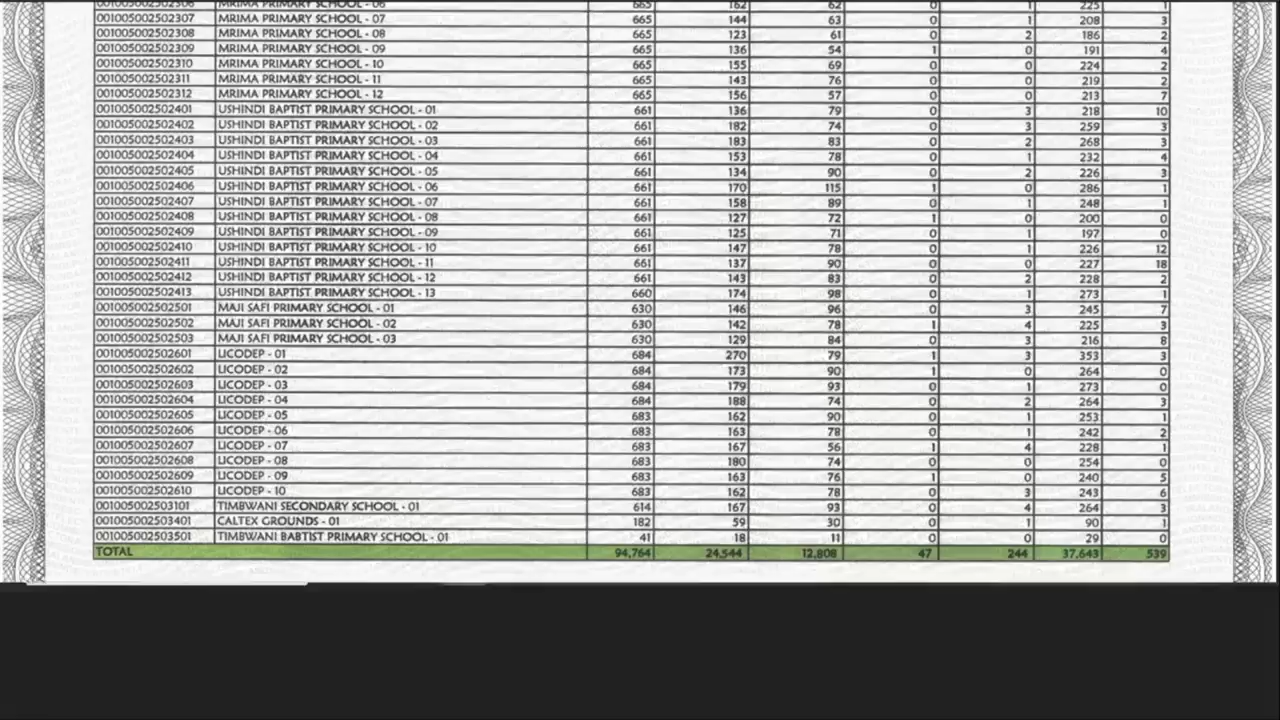 001005002502306 MRIMA PRIMARY SCHOOL - 06 665 162 62 0 1 225 1
001005002502307 MRIMA PRIMARY SCHOOL - 07 665 144 63 0 1 208 3
001005002502308 MRIMA PRIMARY SCHOOL - 08 665 123 61 0 2 186 2
001005002502309 MRIMA PRIMARY SCHOOL - 09 665 136 54 1 0 191 4
001005002502310 MRIMA PRIMARY SCHOOL - 10 665 155 69 0 0 224 2
001005002502311 MRIMA PRIMARY SCHOOL - 11 665 143 76 0 0 219 2
001005002502312 MRIMA PRIMARY SCHOOL - 12 665 156 57 0 0 213 7
001005002502401 USHINDI BAPTIST PRIMARY SCHOOL - 01 661 136 79 0 3 218 10
001005002502402 USHINDI BAPTIST PRIMARY SCHOOL - 02 661 182 74 0 3 259 3
001005002502403 USHINDI BAPTIST PRIMARY SCHOOL - 03 661 183 83 0 2 268 3
001005002502404 USHINDI BAPTIST PRIMARY SCHOOL - 04 661 153 78 0 1 232 4
001005002502405 USHINDI BAPTIST PRIMARY SCHOOL - 05 661 134 90 0 2 226 3
001005002502406 USHINDI BAPTIST PRIMARY SCHOOL - 06 661 170 115 1 0 286 1
001005002502407 USHINDI BAPTIST PRIMARY SCHOOL - 07 661 158 89 0 1 248 1
001005002502408 USHINDI BAPTIST PRIMARY SCHOOL - 08 661 127 72 1 0 200 0
001005002502409 USHINDI BAPTIST PRIMARY SCHOOL - 09 661 125 71 0 1 197 0
001005002502410 USHINDI BAPTIST PRIMARY SCHOOL - 10 661 147 78 0 1 226 12
001005002502411 USHINDI BAPTIST PRIMARY SCHOOL - 11 661 137 90 0 0 227 18
001005002502412 USHINDI BAPTIST PRIMARY SCHOOL - 12 661 143 83 0 2 228 2
001005002502413 USHINDI BAPTIST PRIMARY SCHOOL - 13 660 174 98 0 1 273 1
001005002502501 MAJI SAFI PRIMARY SCHOOL - 01 630 146 96 0 3 245 7
001005002502502 MAJI SAFI PRIMARY SCHOOL - 02 630 142 78 1 4 225 3
001005002502503 MAJI SAFI PRIMARY SCHOOL - 03 630 129 84 0 3 216 8
001005002502601 LICODEP - 01 684 270 79 1 3 353 3
001005002502602 LICODEP - 02 684 173 90 1 0 264 0
001005002502603 LICODEP - 03 684 179 93 0 1 273 0
001005002502604 LICODEP - 04 684 188 74 0 2 264 3
001005002502605 LICODEP - 05 683 162 90 0 1 253 1
001005002502606 LICODEP - 06 683 163 78 0 1 242 2
001005002502607 LICODEP - 07 683 167 56 1 4 228 1
001005002502608 LICODEP - 08 683 180 74 0 0 254 0
001005002502609 LICODEP - 09 683 163 76 1 0 240 5
001005002502610 LICODEP - 10 683 162 78 0 3 243 6
001005002503101 TIMBWANI SECONDARY SCHOOL - 01 614 167 93 0 4 264 3
001005002503401 CALTEX GROUNDS - 01 182 59 30 0 1 90 1
001005002503501 TIMBWANI BABTIST PRIMARY SCHOOL - 01 41 18 11 0 0 29 0
TOTAL 94,764 24,544 12,808 47 244 37,643 539